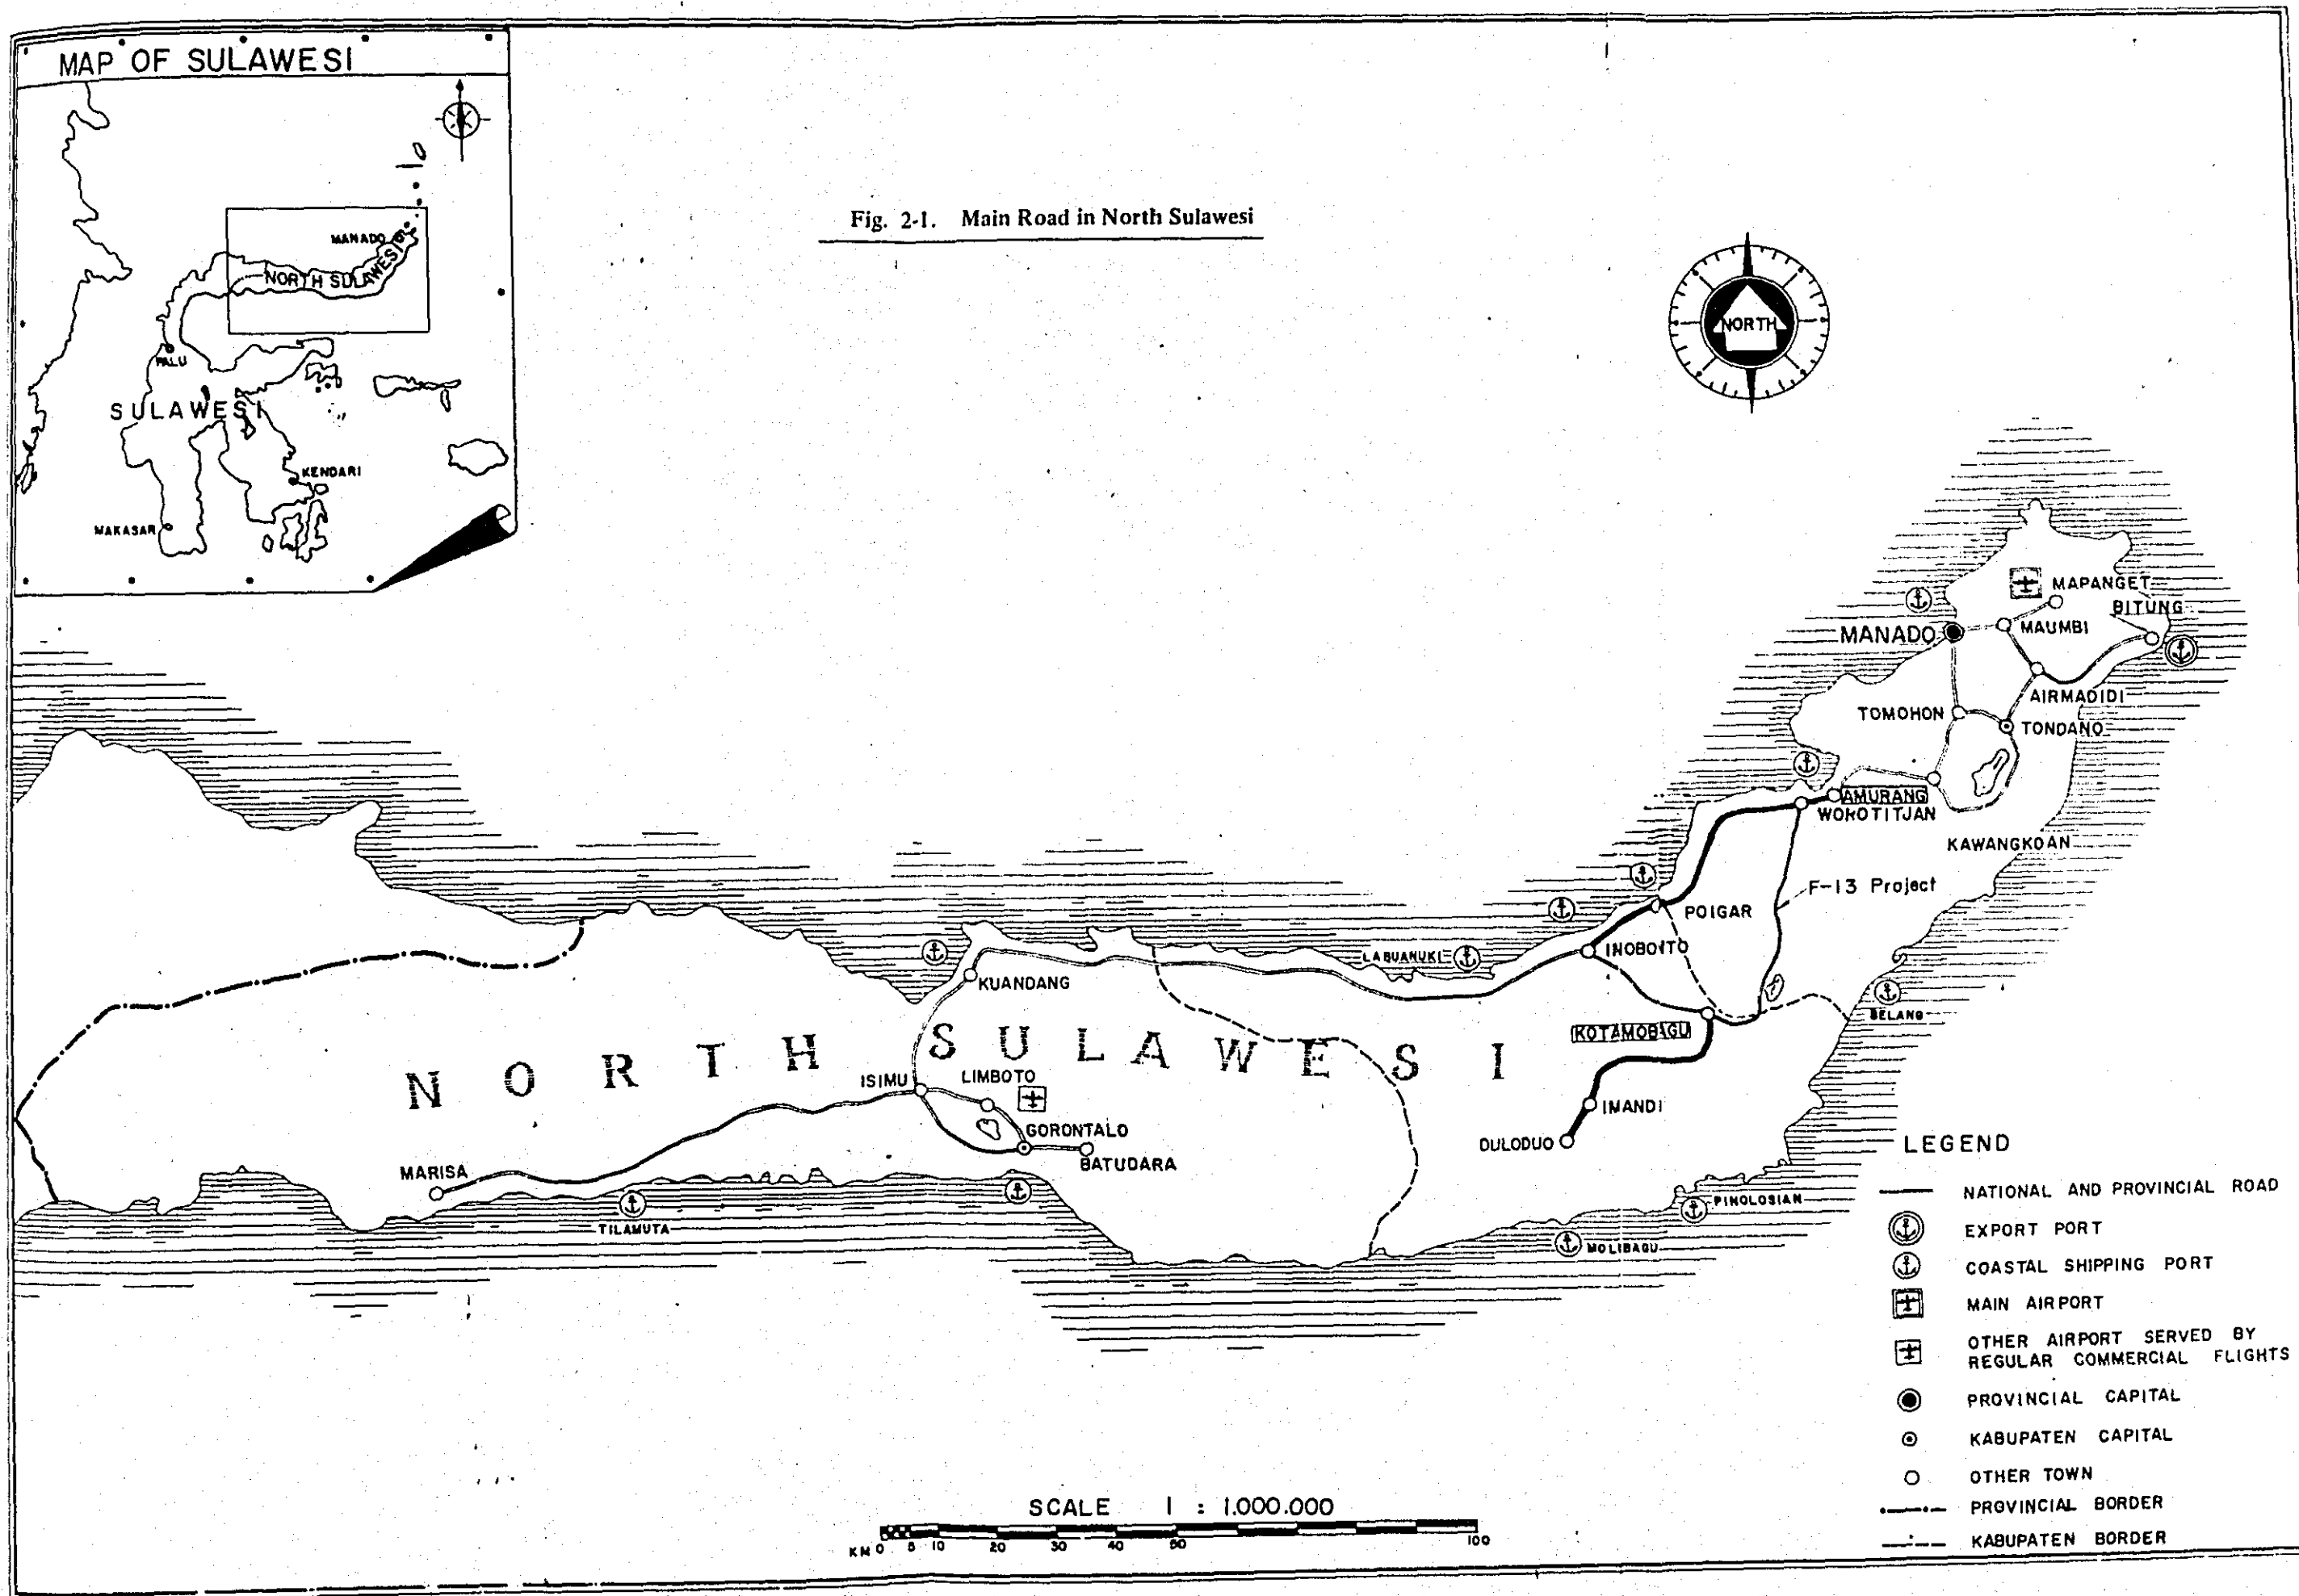 MAP OF SULAWESI
MANADO
NORTH SULAWESI
PALU
SULAWESI
KENDARI
MAKASAR
Fig. 2-1. Main Road in North Sulawesi
NORTH
MAPANGET
BITUNG
MANADO
MAUMBI
AIRMADIDI
TOMOHON
TONDANO
AMURANG
WOROTITJAN
KAWANGKOAN
F-13 Project
POIGAR
INOBOITO
LABUANUKI
KUANDANG
BELANG
KOTAMOBAGU
NORTH SULAWESI
ISIMU
LIMBOTO
IMANDI
GORONTALO
DULODUO
BATUDARA
MARISA
TILAMUTA
PINOLOSIAN
MOLIBAGU
LEGEND
NATIONAL AND PROVINCIAL ROAD
EXPORT PORT
COASTAL SHIPPING PORT
MAIN AIRPORT
OTHER AIRPORT SERVED BY
REGULAR COMMERCIAL FLIGHTS
PROVINCIAL CAPITAL
KABUPATEN CAPITAL
OTHER TOWN
PROVINCIAL BORDER
KABUPATEN BORDER
SCALE 1 : 1.000.000
KM 0 5 10 20 30 40 50 100